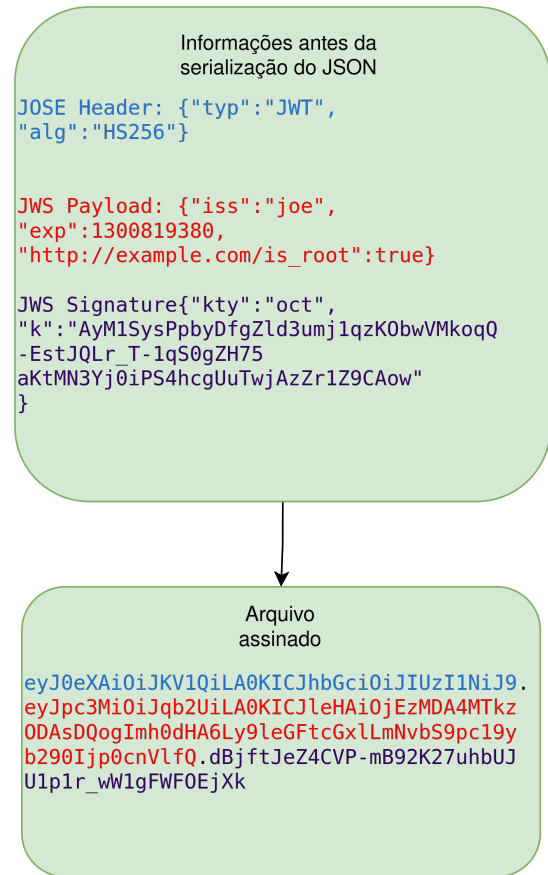 Informações antes da
serialização do JSON
JOSE Header: {"typ":"JWT",
"alg":"HS256"}
JWS Payload: {"iss":"joe",
"exp":1300819380,
"http://example.com/is_root":true}
JWS Signature{"kty":"oct",
"k":"AyM1SysPpbyDfgZld3umj1qzKObwVMkoqQ
-EstJQLr_T-1qS0gZH75
aKtMN3Yj0iPS4hcgUuTwjAzZr1Z9CAow"
}
Arquivo
assinado
eyJ0eXAiOiJKV1QiLA0KICJhbGciOiJIUzI1NiJ9.
eyJpc3MiOiJqb2UiLA0KICJleHAiOjEzMDA4MTkz
ODAsDQogImh0dHA6Ly9leGFtcGxlLmNvbS9pc19y
b290Ijp0cnVlfQ.dBjftJeZ4CVP-mB92K27uhbUJ
U1p1r_wW1gFWFOEjXk